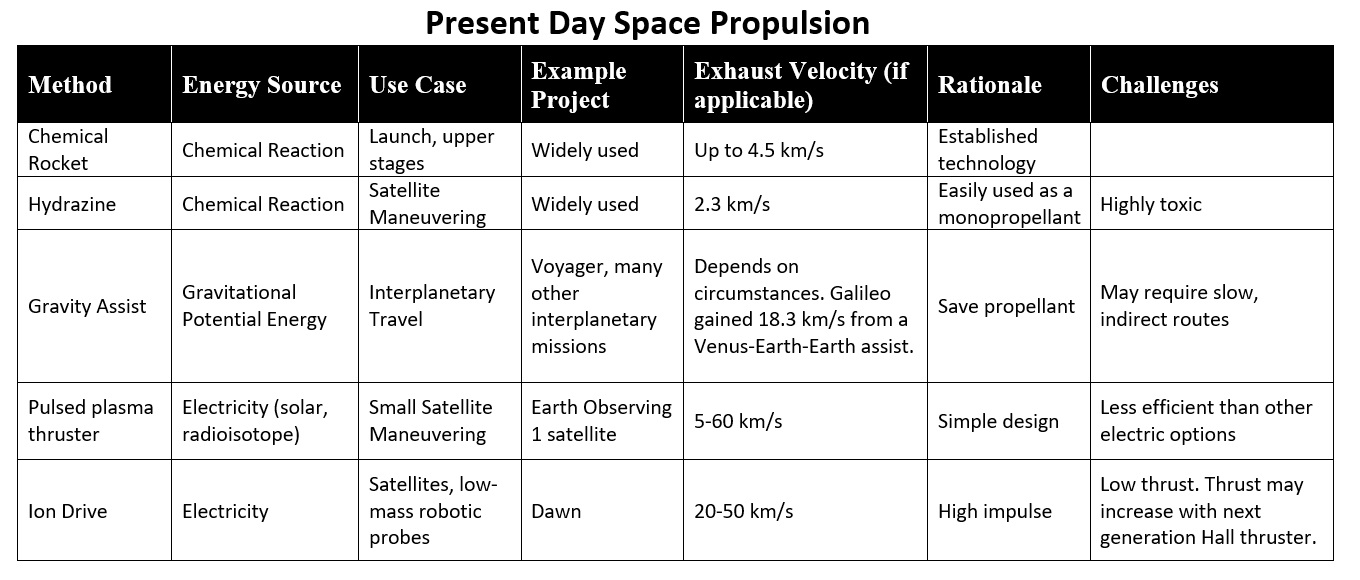 Present Day Space Propulsion
Method
Energy Source
Use Case
Example
Project
Exhaust Velocity (if
applicable)
Rationale
Challenges
Chemical
Rocket
Chemical Reaction
Launch, upper
stages
Widely used
Up to 4.5 km/s
Established
technology
Hydrazine
Chemical Reaction
Satellite
Maneuvering
Widely used
2.3 km/s
Easily used as a
monopropellant
Highly toxic
Gravity Assist
Gravitational
Potential Energy
Interplanetary
Travel
Voyager, many
other
interplanetary
missions
Depends on
circumstances. Galileo
gained 18.3 km/s from a
Venus-Earth-Earth assist.
Save propellant
May require slow,
indirect routes
Pulsed plasma
thruster
Electricity (solar,
radioisotope)
Small Satellite
Maneuvering
Earth Observing
1 satellite
5-60 km/s
Simple design
Less efficient than other
electric options
Ion Drive
Electricity
Satellites, low-
mass robotic
probes
Dawn
20-50 km/s
High impulse
Low thrust. Thrust may
increase with next
generation Hall thruster.